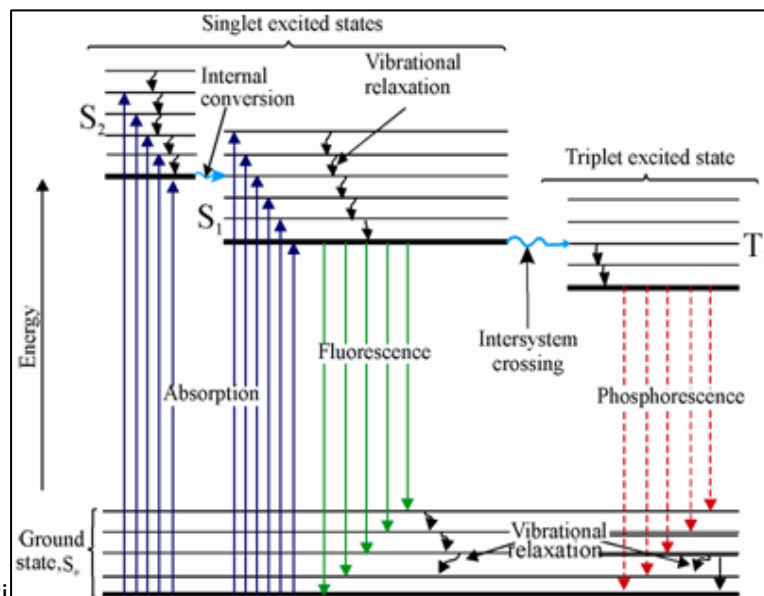 Singlet excited states
Internal
conversion
Vibrational
relaxation
S2
Triplet excited state
S1
T
Energy
Fluorescence
Intersystem
crossing
Absorption
Phosphorescence
Ground
state,So
Vibrational
relaxation